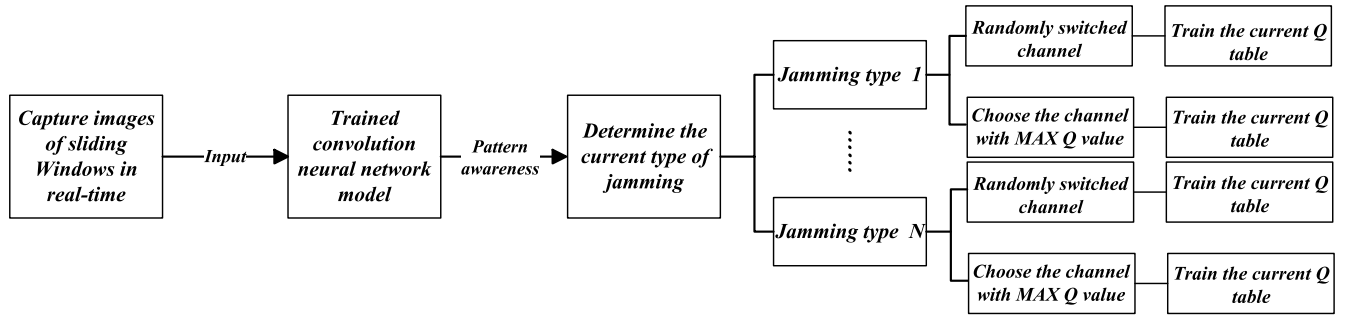 Capture images
of sliding
Windows in
real-time
Input
Trained
convolution
neural network
model
Pattern
awareness
Determine the
current type of
jamming
Jamming type 1
Jamming type N
Randomly switched
channel
Train the current Q
table
Choose the channel
with MAX Q value
Train the current Q
table
Randomly switched
channel
Train the current Q
table
Choose the channel
with MAX Q value
Train the current Q
table